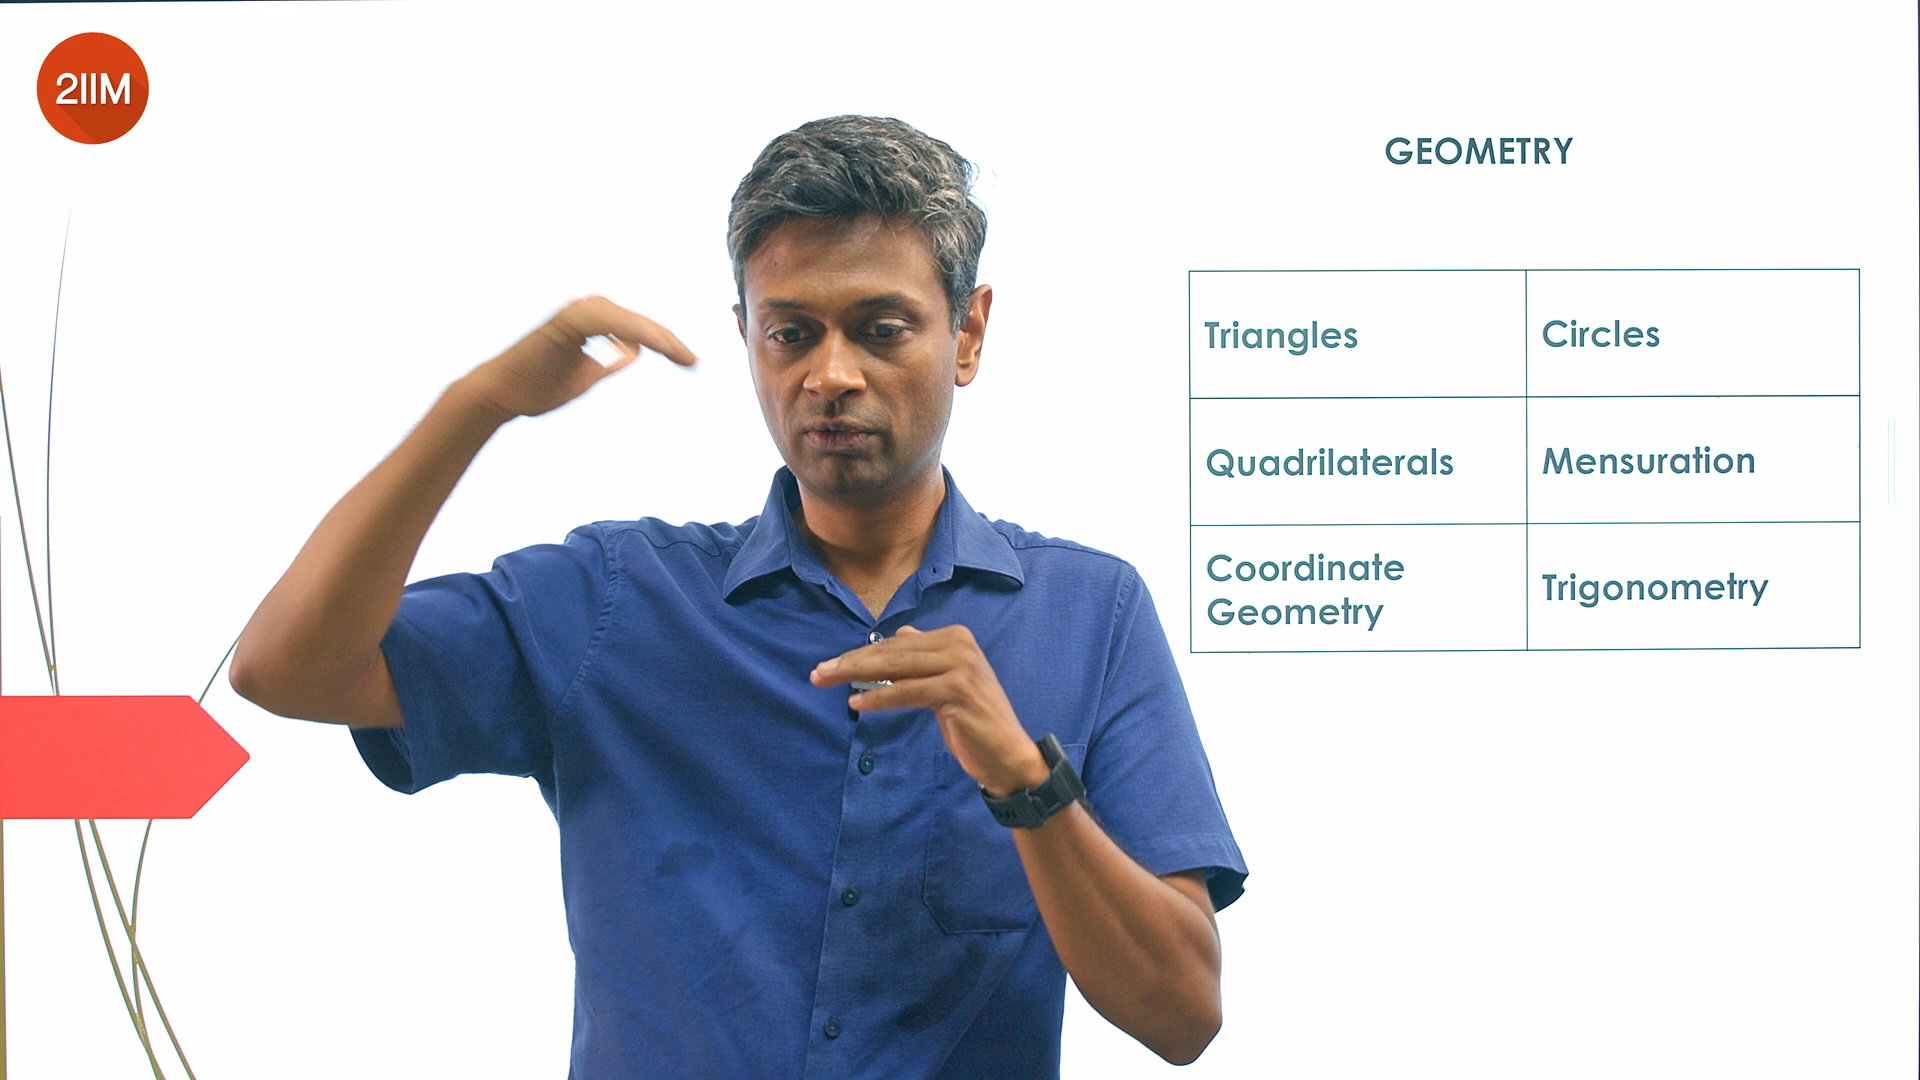 2IIM
GEOMETRY
Triangles
Circles
Quadrilaterals
Mensuration
Coordinate
Geometry
Trigonometry